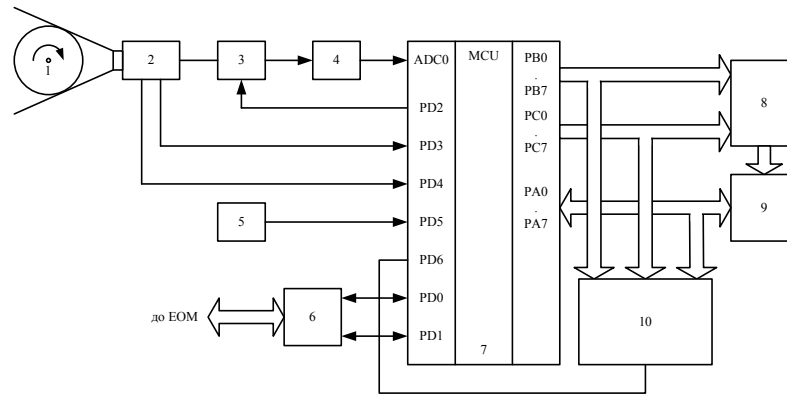 1
2
3
4
5
6
до ЕОМ
ADC0
PD2
PD3
PD4
PD5
PD6
PD0
PD1
MCU
7
PB0
.
PB7
PC0
.
PC7
PA0
.
PA7
8
9
10